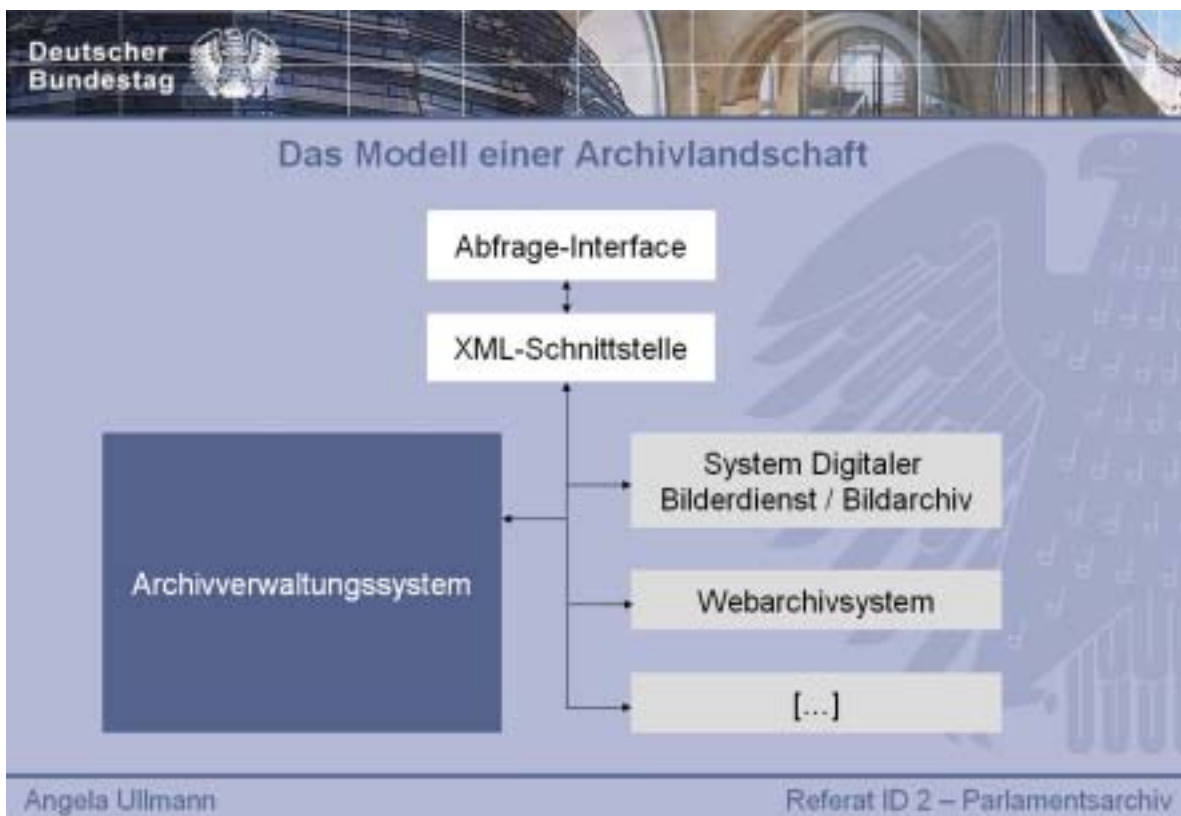 Deutscher
Bundestag
Das Modell einer Archivlandschaft
Abfrage-Interface
XML-Schnittstelle
System Digitaler
Bilderdienst / Bildarchiv
Archivverwaltungssystem
Webarchivsystem
[...]
Angela Ullmann
Referat ID 2 – Parlamentsarchiv